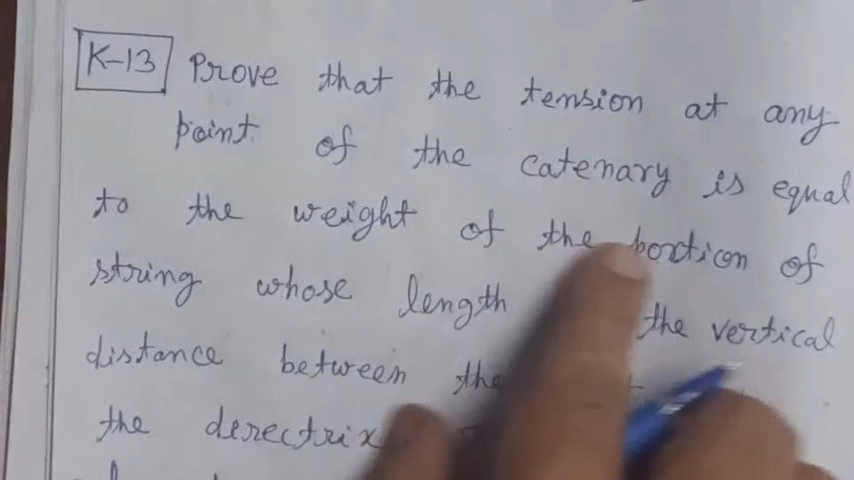 K-13 Prove that the tension at any
point of the catenary is equal
to the weight of the portion of
string whose length the vertical
distance between the
the derectrix